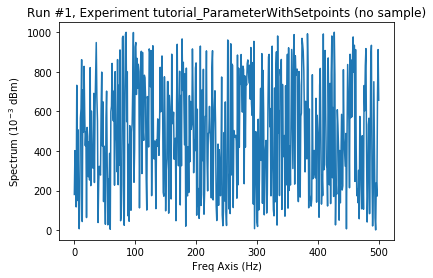 Run #1, Experiment tutorial_ParameterWithSetpoints (no sample)
1000
800
600
400
200
0
Spectrum (10⁻³ dBm)
0 100 200 300 400 500
Freq Axis (Hz)